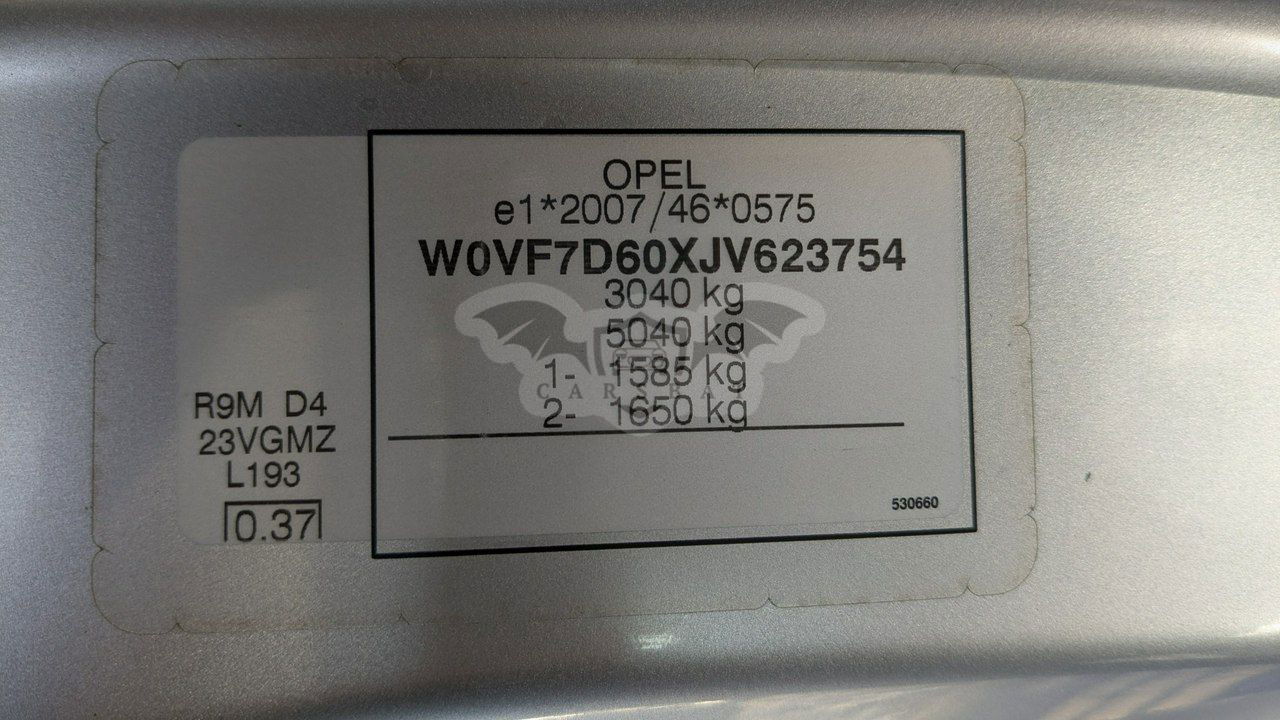 OPEL
e1*2007/46*0575
W0VF7D60XJV623754
3040 kg
5040 kg
1- 1585 kg
2- 1650 kg
R9M D4
23VGMZ
L193
0.37
530660